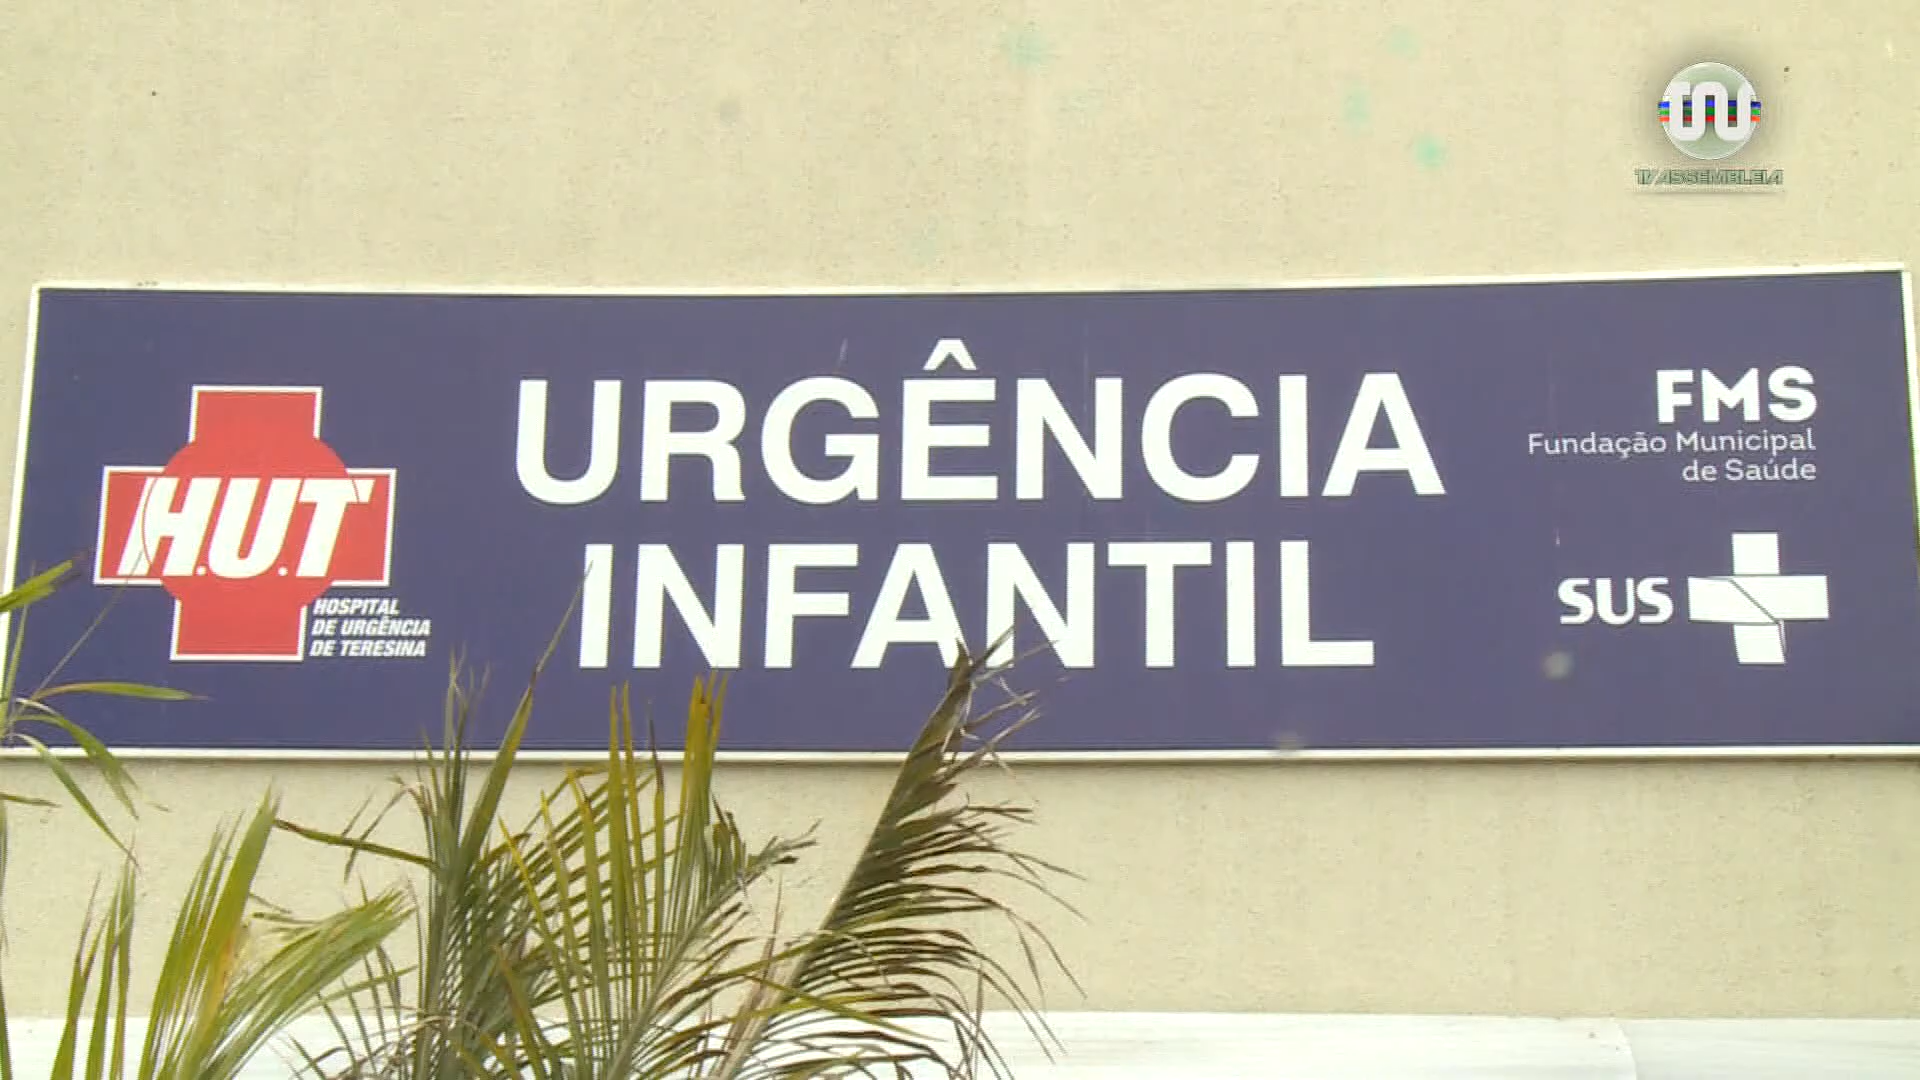 TV ASSEMBLEIA
H.U.T
HOSPITAL
DE URGÊNCIA
DE TERESINA
URGÊNCIA
INFANTIL
FMS
Fundação Municipal
de Saúde
SUS